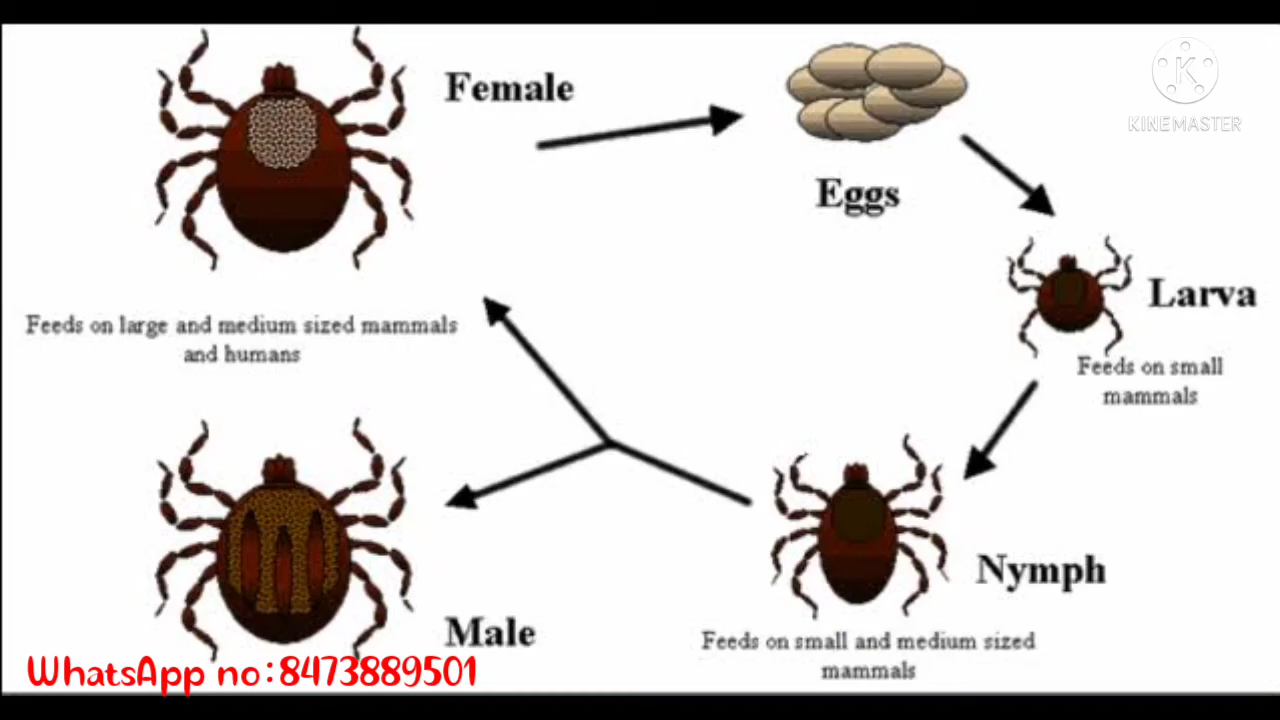 Female
Eggs
KINEMASTER
Larva
Feeds on large and medium sized mammals
and humans
Feeds on small
mammals
Male
Nymph
Feeds on small and medium sized
mammals
WhatsApp no:8473889501